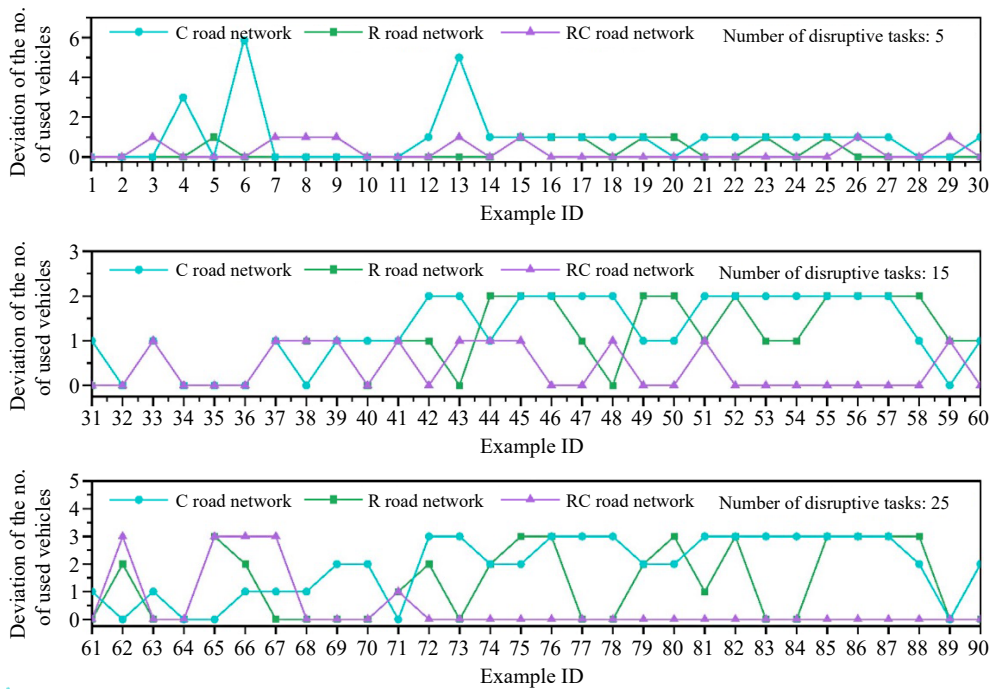 Deviation of the no.
of used vehicles
C road network R road network RC road network Number of disruptive tasks: 5
6
4
2
0
1 2 3 4 5 6 7 8 9 10 11 12 13 14 15 16 17 18 19 20 21 22 23 24 25 26 27 28 29 30
Example ID
Deviation of the no.
of used vehicles
C road network R road network RC road network Number of disruptive tasks: 15
3
2
1
0
31 32 33 34 35 36 37 38 39 40 41 42 43 44 45 46 47 48 49 50 51 52 53 54 55 56 57 58 59 60
Example ID
Deviation of the no.
of used vehicles
C road network R road network RC road network Number of disruptive tasks: 25
5
4
3
2
1
0
61 62 63 64 65 66 67 68 69 70 71 72 73 74 75 76 77 78 79 80 81 82 83 84 85 86 87 88 89 90
Example ID